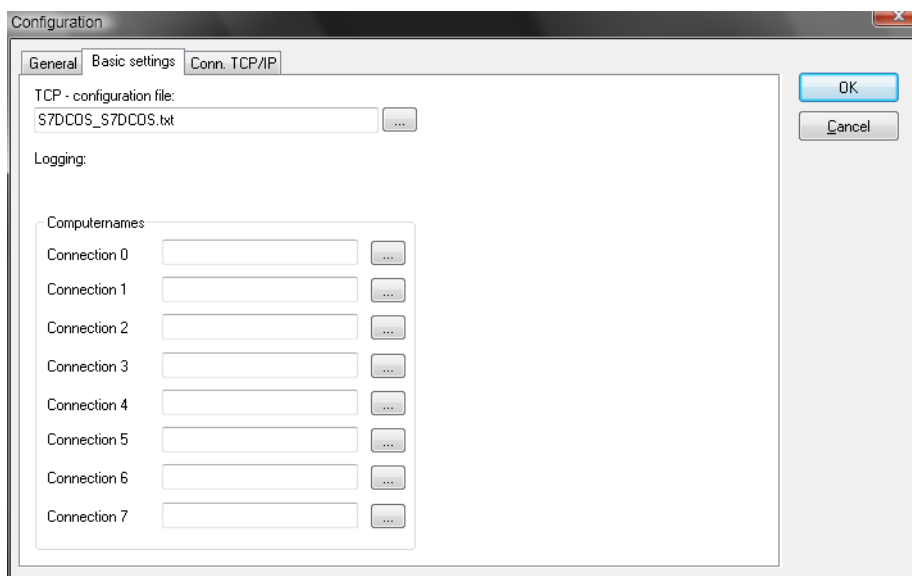 Configuration
General Basic settings Conn. TCP/IP
TCP - configuration file:
S7DCOS_S7DCOS.txt ...
OK
Cancel
Logging:
Computernames
Connection 0 ...
Connection 1 ...
Connection 2 ...
Connection 3 ...
Connection 4 ...
Connection 5 ...
Connection 6 ...
Connection 7 ...